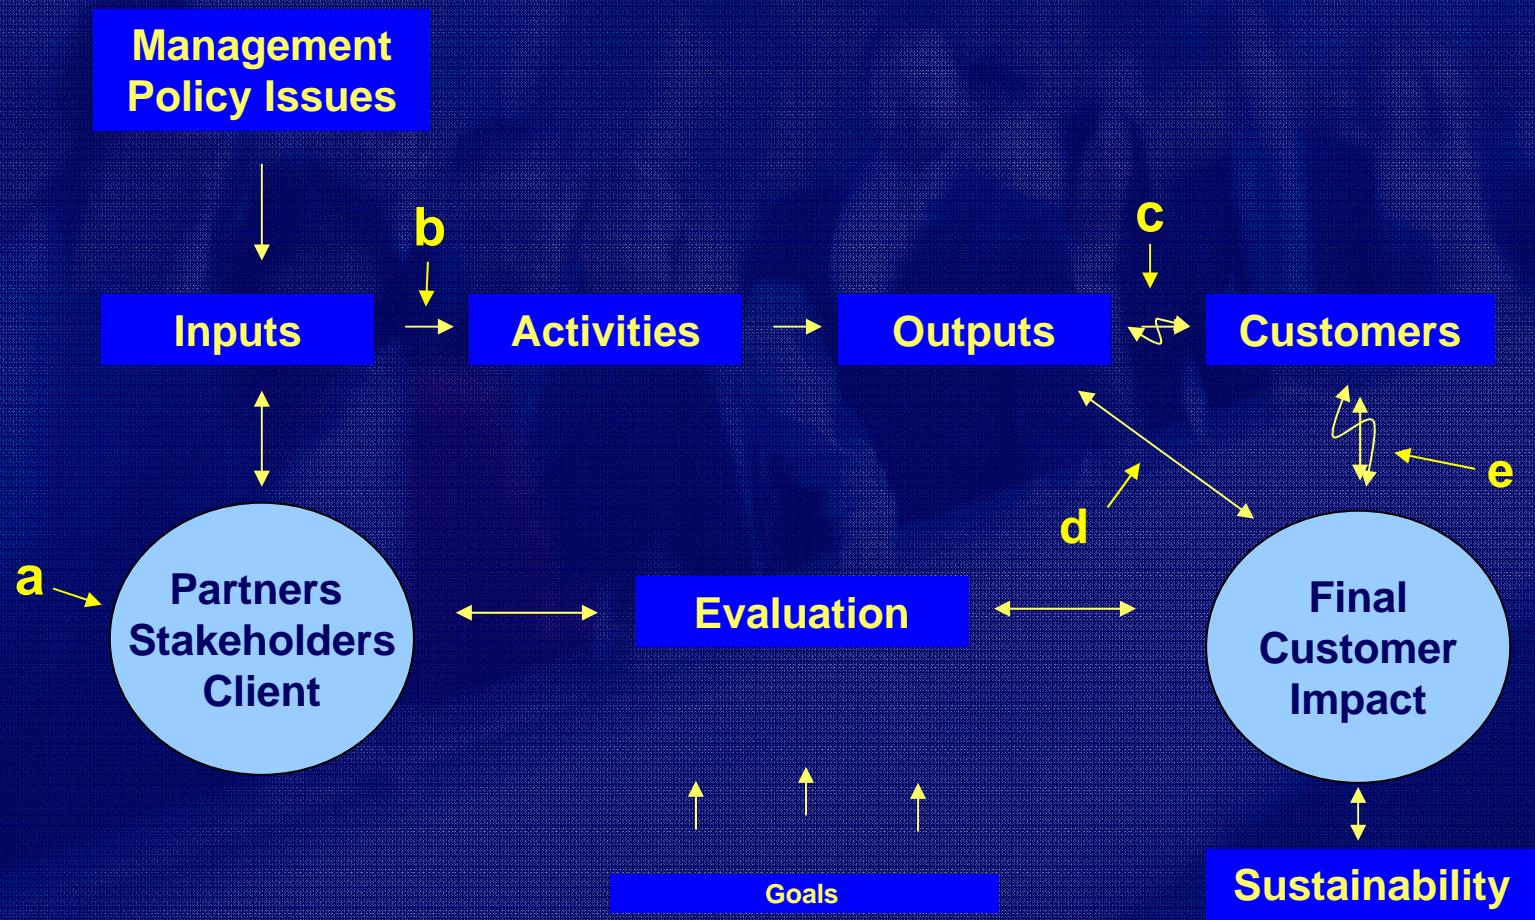 Management
Policy Issues
b
c
Inputs
Activities
Outputs
Customers
e
d
a
Partners
Stakeholders
Client
Evaluation
Final
Customer
Impact
Goals
Sustainability